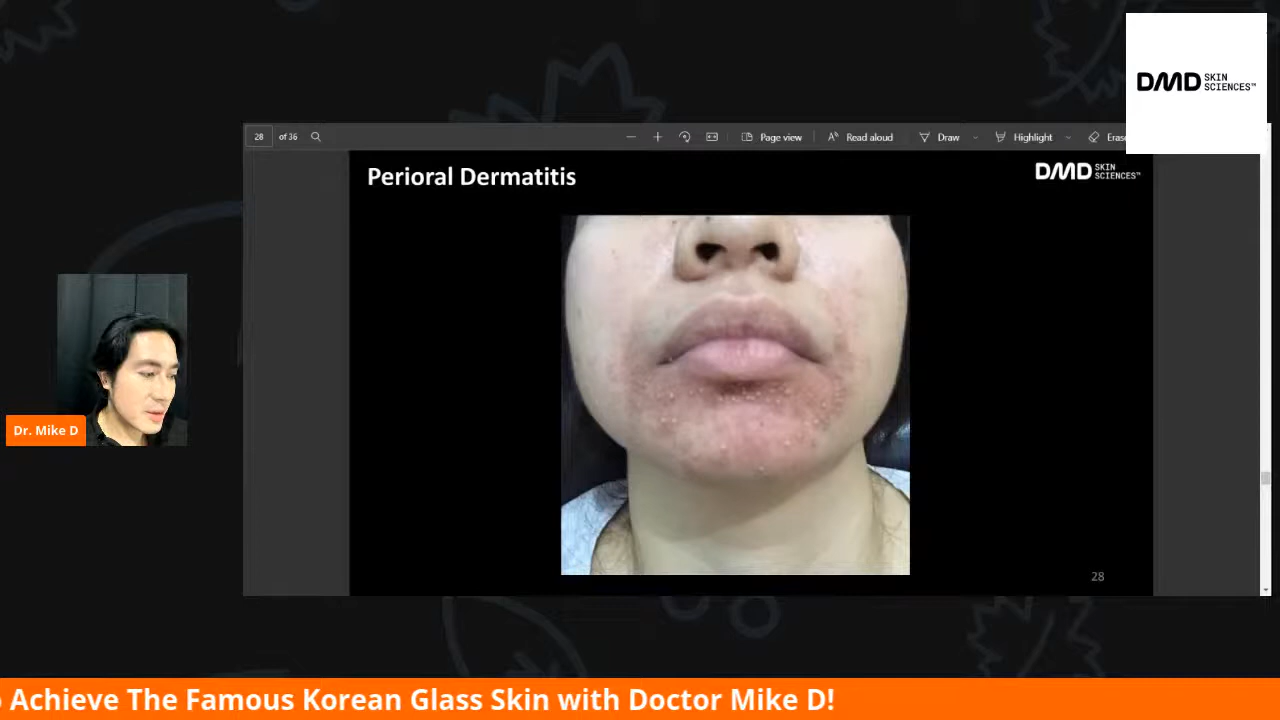 DMD SKIN
SCIENCES™
28 of 36
Page view
Read aloud
Draw
Highlight
Eras
Perioral Dermatitis
DMD SKIN
SCIENCES™
Dr. Mike D
28
Achieve The Famous Korean Glass Skin with Doctor Mike D!